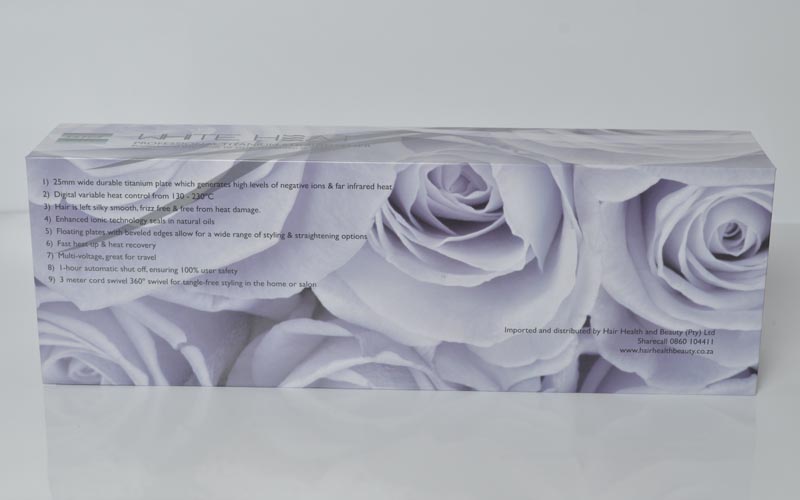 WHITE HEAT
PROFESSIONAL TITANIUM
1) 25mm wide durable titanium plate which generates high levels of negative ions & far infrared heat
2) Digital variable heat control from 130 - 230°C
3) Hair is left silky smooth, frizz free & free from heat damage.
4) Enhanced ionic technology seals in natural oils
5) Floating plates with beveled edges allow for a wide range of styling & straightening options
6) Fast heat-up & heat recovery
7) Multi-voltage, great for travel
8) 1-hour automatic shut off, ensuring 100% user safety
9) 3 meter cord swivel 360° swivel for tangle-free styling in the home or salon
Imported and distributed by Hair Health and Beauty (Pty) Ltd
Sharecall 0860 104411
www.hairhealthbeauty.co.za